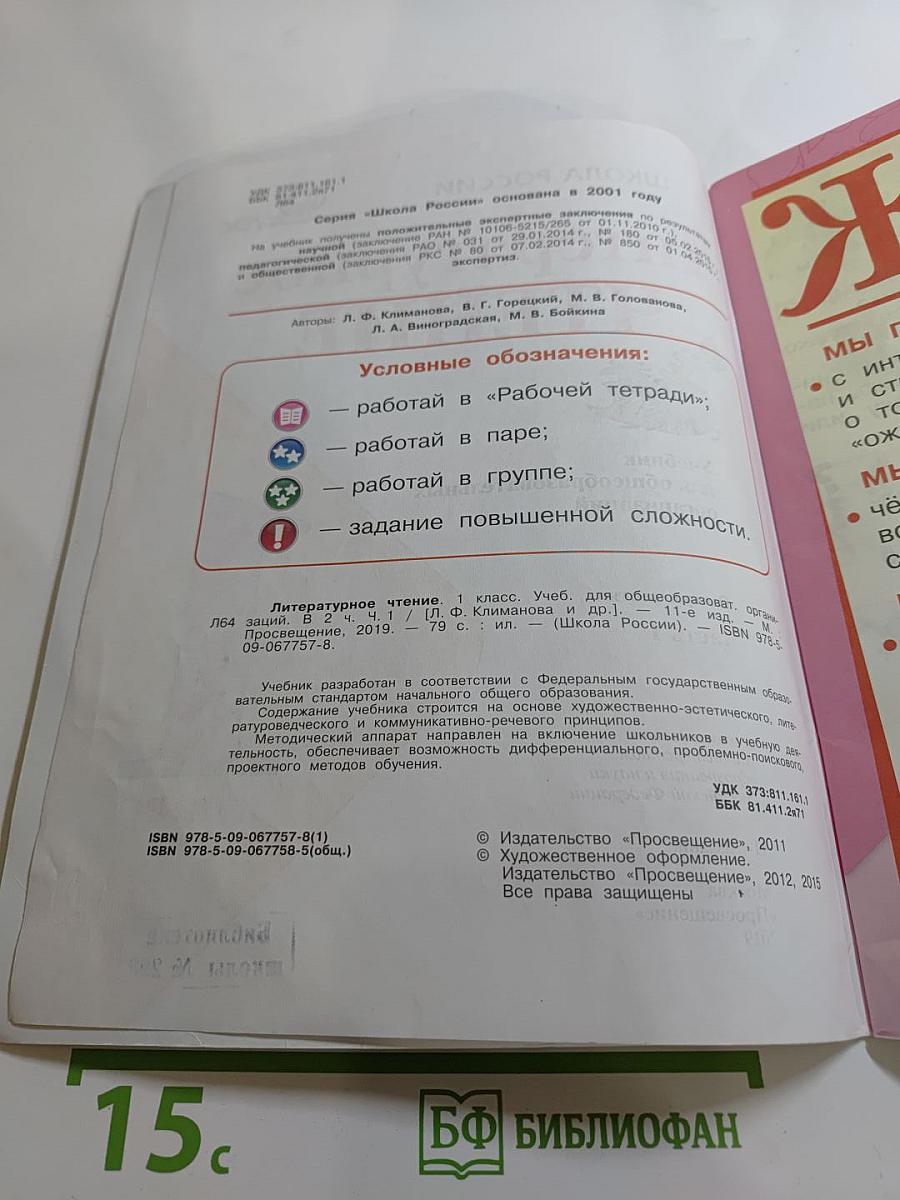 УДК 373:811.161.1
ББК 81.411.2я71
Л64
Серия «Школа России» основана в 2001 году
На учебник получены положительные экспертные заключения по результатам
научной (заключение РАН № 10106-5215/265 от 01.11.2010 г.),
педагогической (заключения РАО № 031 от 29.01.2014 г., № 180 от 05.02.2014 г.
и общественной (заключения РКС № 80 от 07.02.2014 г., № 850 от 01.04.2014 г.
экспертиз.
Авторы: Л. Ф. Климанова, В. Г. Горецкий, М. В. Голованова,
Л. А. Виноградская, М. В. Бойкина
Условные обозначения:
— работай в «Рабочей тетради»;
— работай в паре;
— работай в группе;
— задание повышенной сложности.
Литературное чтение. 1 класс. Учеб. для общеобразоват. органи-
Л64 заций. В 2 ч. Ч. 1 / [Л. Ф. Климанова и др.]. — 11-е изд. — М.
Просвещение, 2019. — 79 с. : ил. — (Школа России). — ISBN 978-5-
09-067757-8.
Учебник разработан в соответствии с Федеральным государственным образо-
вательным стандартом начального общего образования.
Содержание учебника строится на основе художественно-эстетического, лите-
ратуроведческого и коммуникативно-речевого принципов.
Методический аппарат направлен на включение школьников в учебную дея-
тельность, обеспечивает возможность дифференциального, проблемно-поискового,
проектного методов обучения.
УДК 373:811.161.1
ББК 81.411.2я71
ISBN 978-5-09-067757-8(1)
ISBN 978-5-09-067758-5(общ.)
© Издательство «Просвещение», 2011
© Художественное оформление.
Издательство «Просвещение», 2012, 2015
Все права защищены
Ж
мы п
• с инт
и ст
о то
«ож
мы
• чё
вс
с
15 с
БФ БИБЛИОФАН